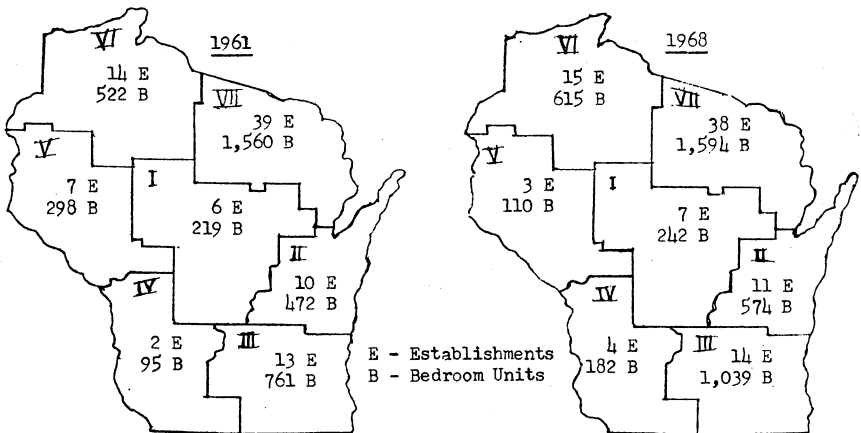 1961
VI
14 E
522 B
VII
39 E
1,560 B
V
7 E
298 B
I
6 E
219 B
II
10 E
472 B
IV
2 E
95 B
III
13 E
761 B
E - Establishments
B - Bedroom Units
1968
VI
15 E
615 B
VII
38 E
1,594 B
V
3 E
110 B
I
7 E
242 B
II
11 E
574 B
IV
4 E
182 B
III
14 E
1,039 B